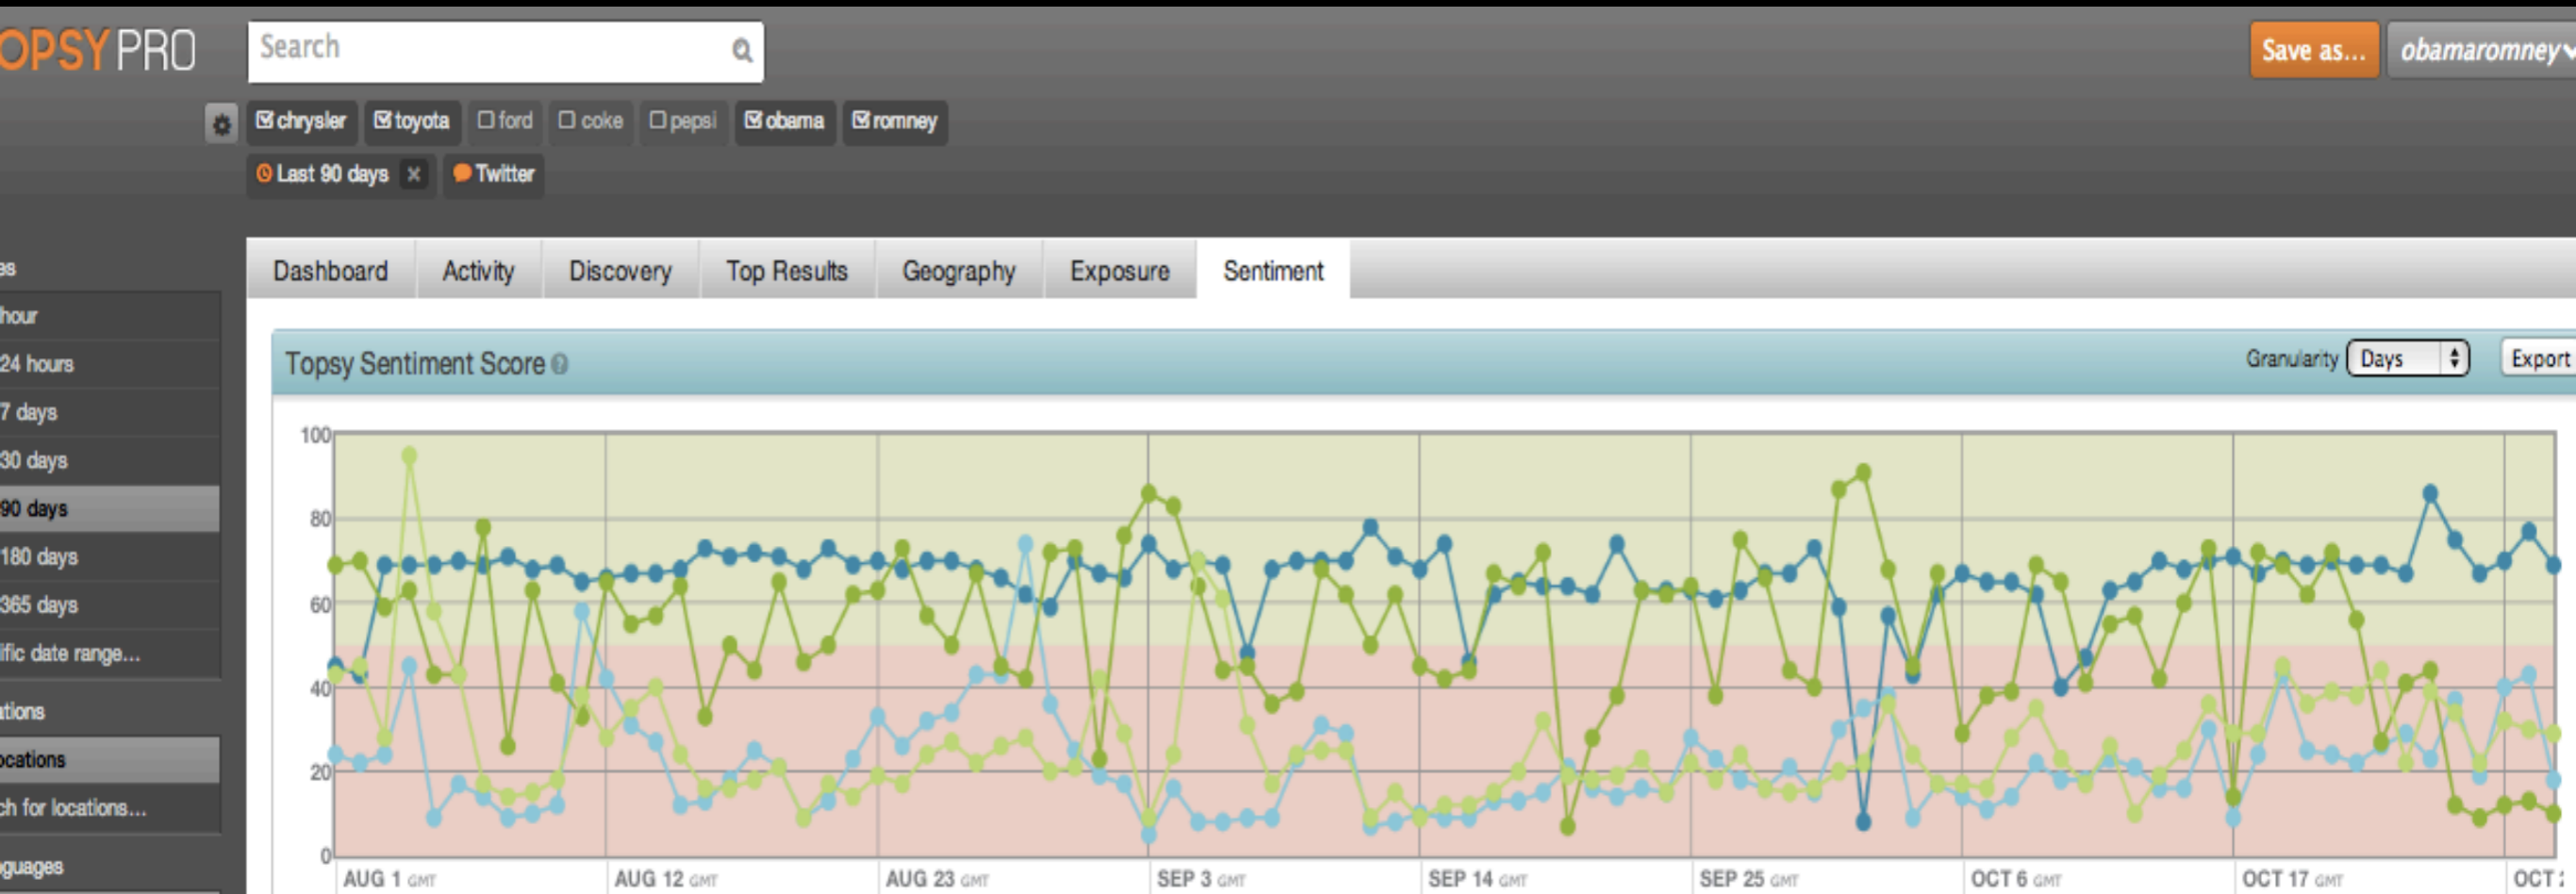 OPSY PRO
Search
Save as...
obamaromney
chrysler toyota ford coke pepsi obama romney
Last 90 days x Twitter
es
hour
24 hours
7 days
30 days
90 days
180 days
365 days
ific date range...
ations
ocations
ch for locations...
nguages
Dashboard Activity Discovery Top Results Geography Exposure Sentiment
Topsy Sentiment Score ?
Granularity Days Export
100
80
60
40
20
0
AUG 1 GMT AUG 12 GMT AUG 23 GMT SEP 3 GMT SEP 14 GMT SEP 25 GMT OCT 6 GMT OCT 17 GMT OCT